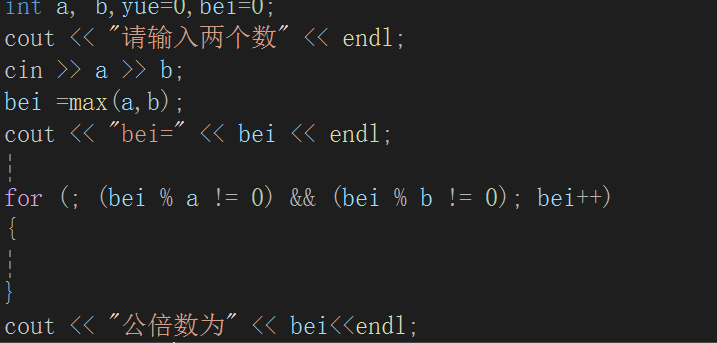 int a, b,yue=0,bei=0;
cout << "请输入两个数" << endl;
cin >> a >> b;
bei =max(a,b);
cout << "bei=" << bei << endl;
for (; (bei % a != 0) && (bei % b != 0); bei++)
{
}
cout << "公倍数为" << bei<<endl;